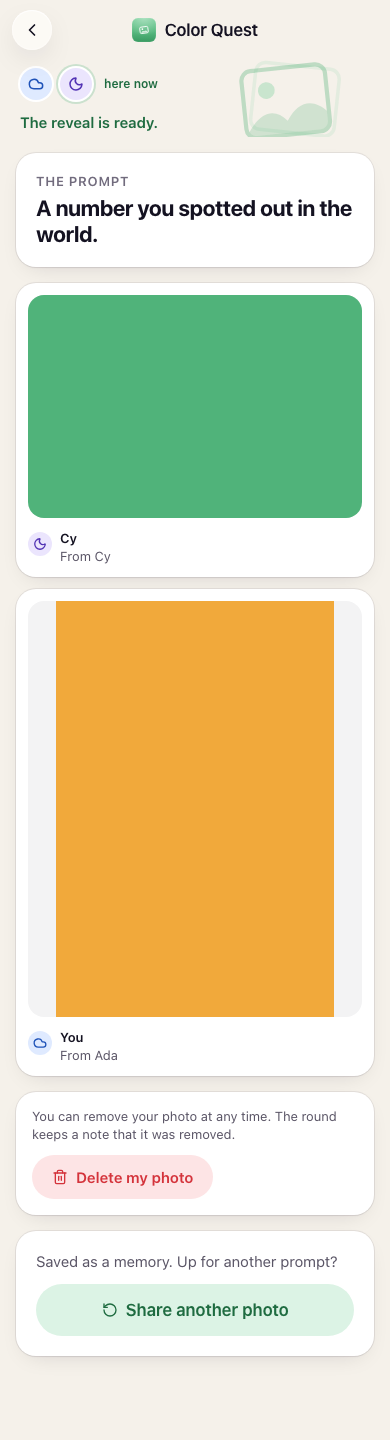 Color Quest
here now
The reveal is ready.
THE PROMPT
A number you spotted out in the
world.
Cy
From Cy
You
From Ada
You can remove your photo at any time. The round
keeps a note that it was removed.
Delete my photo
Saved as a memory. Up for another prompt?
Share another photo